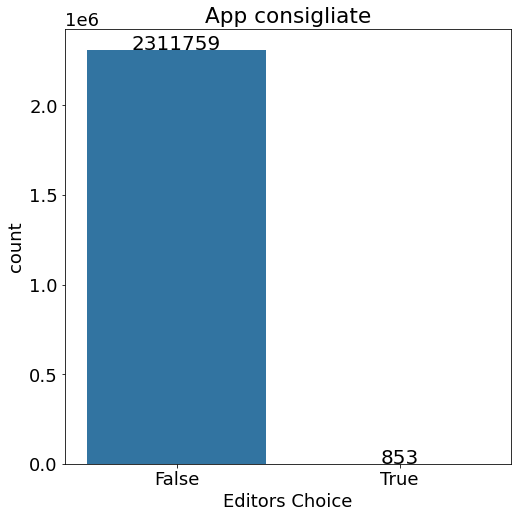 App consigliate
1e6
2311759
2.0
1.5
1.0
0.5
0.0
count
853
False
True
Editors Choice